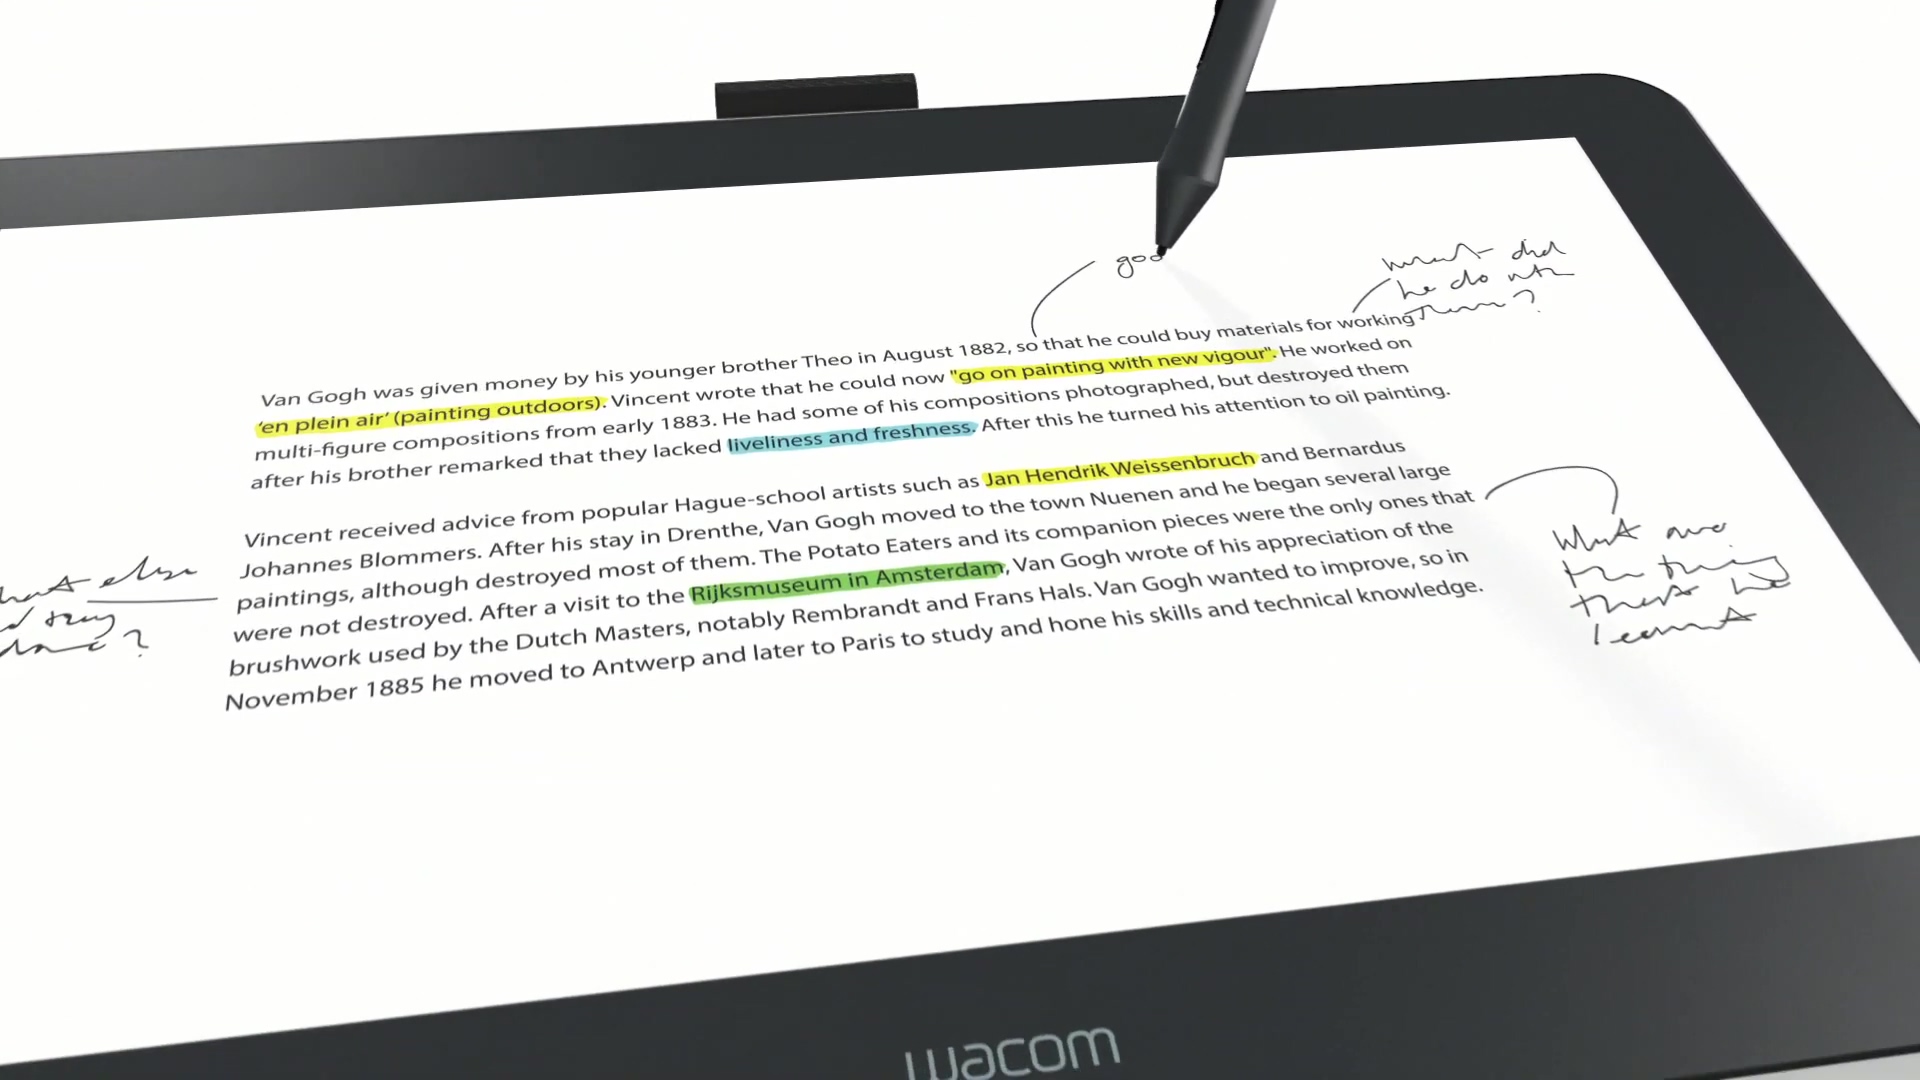 goo
what did
he do with
them?
Van Gogh was given money by his younger brother Theo in August 1882, so that he could buy materials for working
'en plein air' (painting outdoors). Vincent wrote that he could now "go on painting with new vigour". He worked on
multi-figure compositions from early 1883. He had some of his compositions photographed, but destroyed them
after his brother remarked that they lacked liveliness and freshness. After this he turned his attention to oil painting.
Vincent received advice from popular Hague-school artists such as Jan Hendrik Weissenbruch and Bernardus
Johannes Blommers. After his stay in Drenthe, Van Gogh moved to the town Nuenen and he began several large
paintings, although destroyed most of them. The Potato Eaters and its companion pieces were the only ones that
were not destroyed. After a visit to the Rijksmuseum in Amsterdam, Van Gogh wrote of his appreciation of the
brushwork used by the Dutch Masters, notably Rembrandt and Frans Hals. Van Gogh wanted to improve, so in
November 1885 he moved to Antwerp and later to Paris to study and hone his skills and technical knowledge.
else
?
What are
the things
that he
learnt
wacom